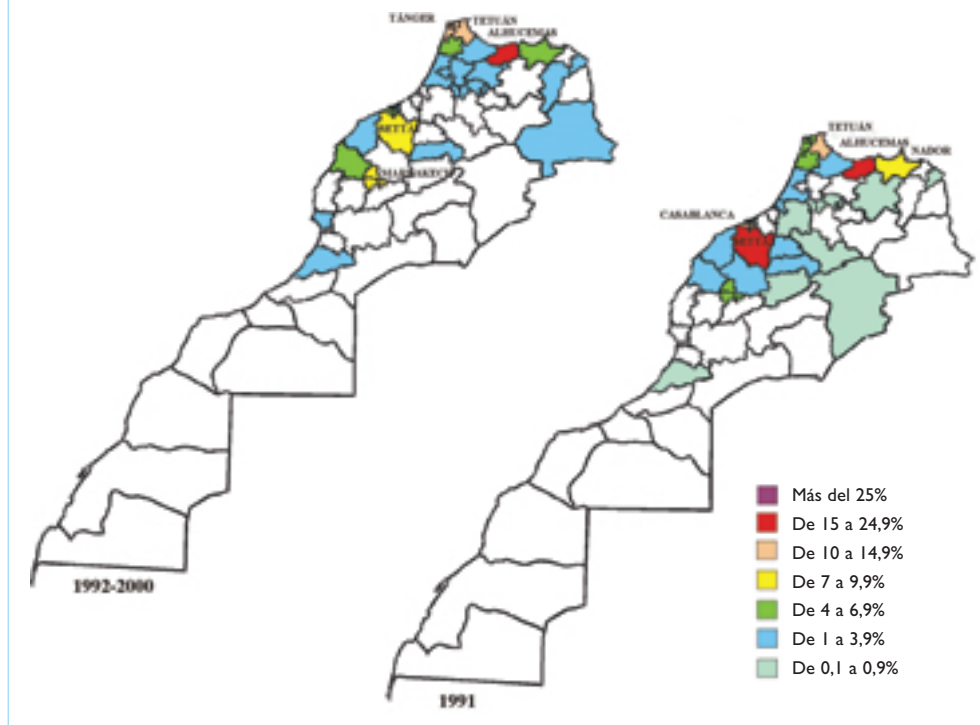 TÁNGER
TETUÁN
ALHUCEMAS
SETTA
MARRAKECH
1992-2000
TETUÁN
ALHUCEMAS
NADOR
CASABLANCA
SETTA
1991
Más del 25%
De 15 a 24,9%
De 10 a 14,9%
De 7 a 9,9%
De 4 a 6,9%
De 1 a 3,9%
De 0,1 a 0,9%